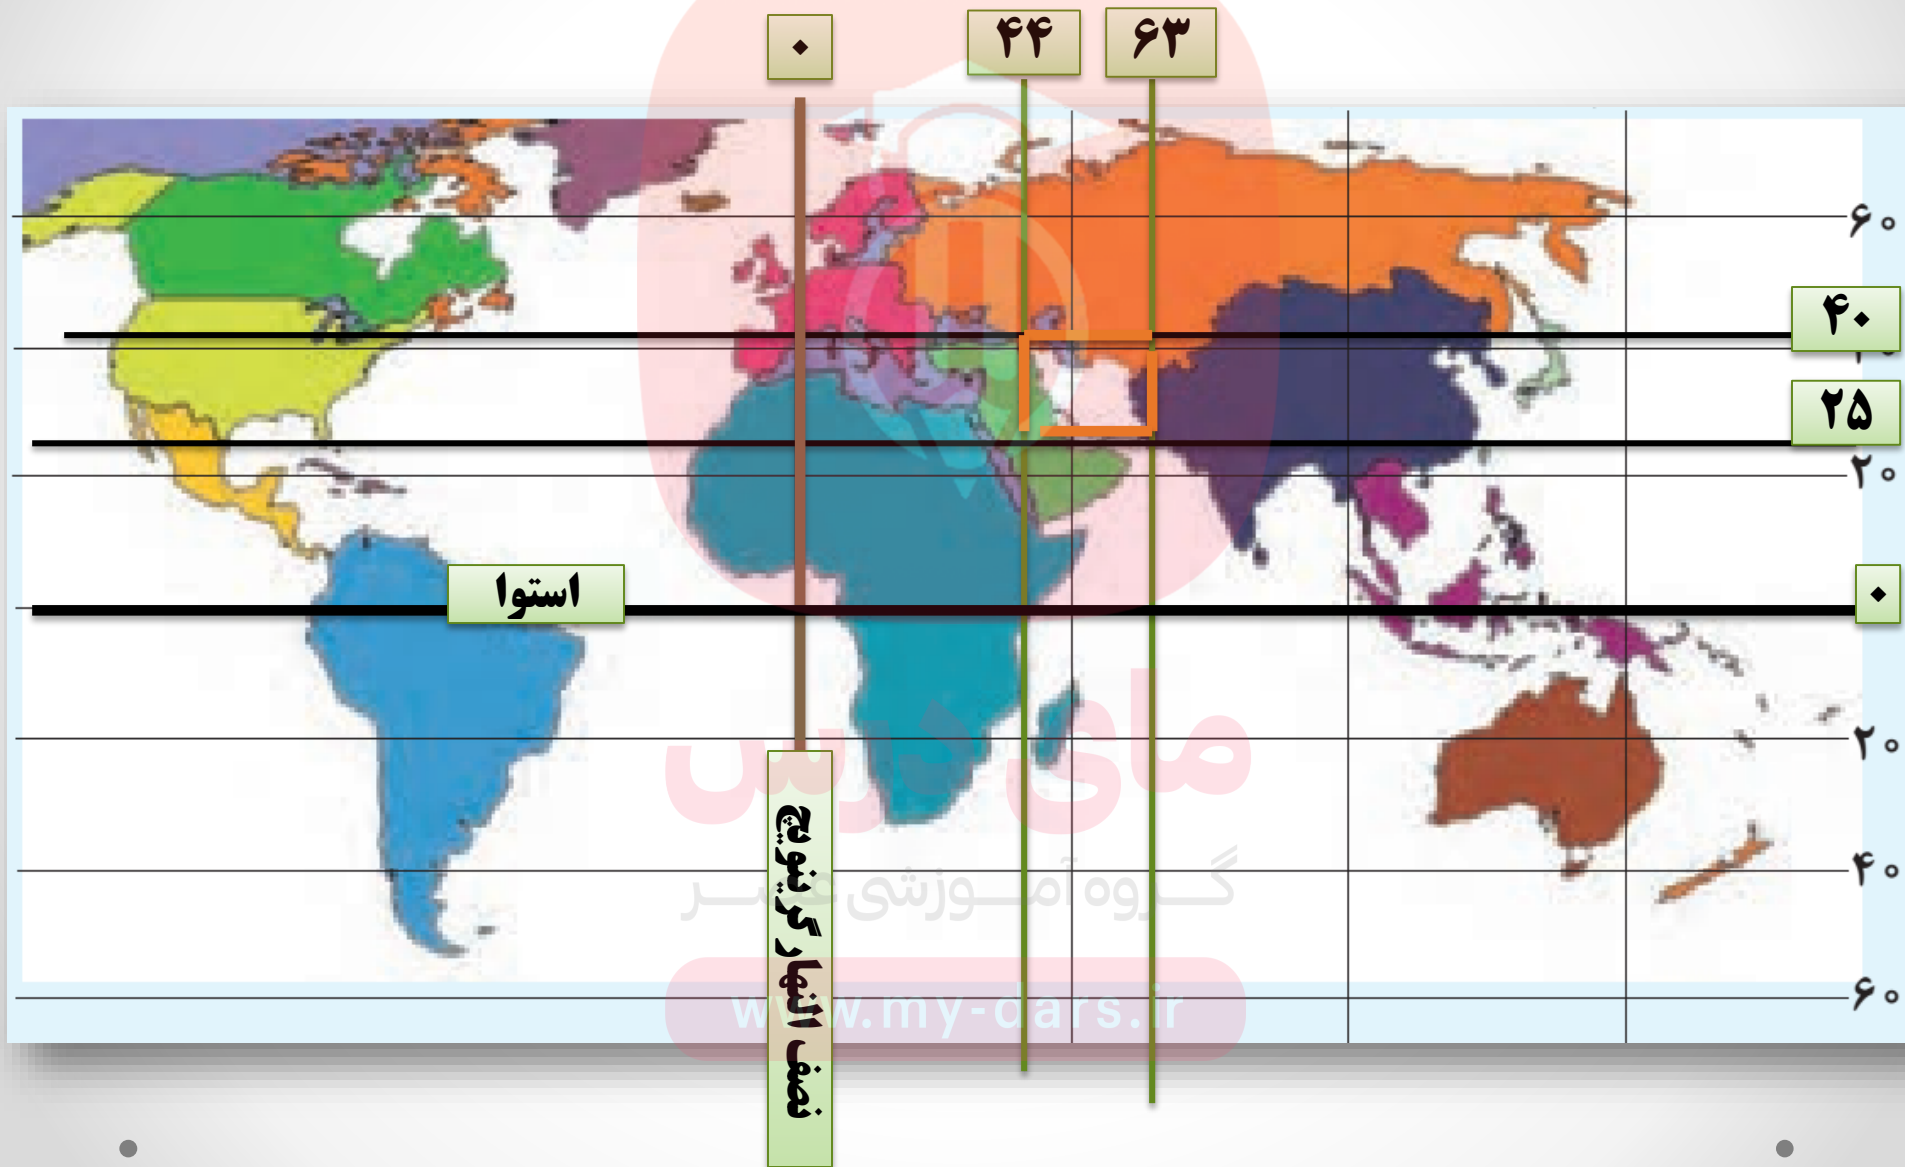 ۰
۴۴
۶۳
۶۰
۴۰
۲۵
۲۰
استوا
۰
مای درس
۲۰
گروه آموزشی عصر
۴۰
نصف النهار گرینویچ
www.my-dars.ir
۶۰